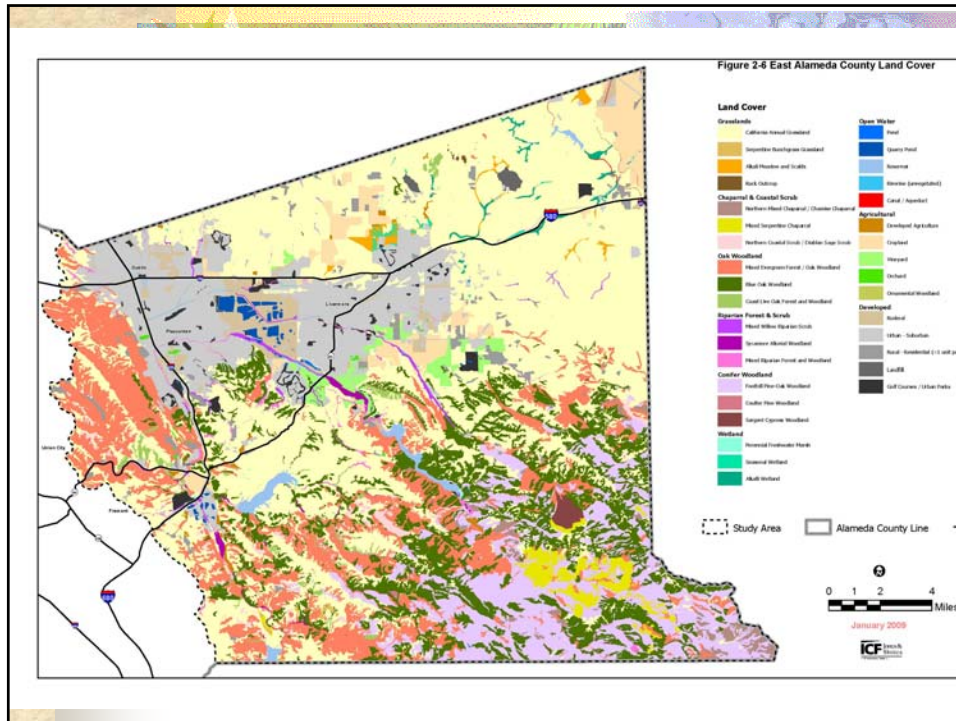 Figure 2-6 East Alameda County Land Cover
Land Cover
Grasslands
California Annual Grassland
Serpentine Bunchgrass Grassland
Alkali Meadow and Scalds
Rock Outcrop
Chaparral & Coastal Scrub
Northern Mixed Chaparral / Chamise Chaparral
Mixed Serpentine Chaparral
Northern Coastal Scrub / Diablan Sage Scrub
Oak Woodland
Mixed Evergreen Forest / Oak Woodland
Blue Oak Woodland
Coast Live Oak Forest and Woodland
Riparian Forest & Scrub
Mixed Willow Riparian Scrub
Sycamore Alluvial Woodland
Mixed Riparian Forest and Woodland
Conifer Woodland
Foothill Pine-Oak Woodland
Coulter Pine Woodland
Sargent Cypress Woodland
Wetland
Perennial Freshwater Marsh
Seasonal Wetland
Alkali Wetland
Open Water
Pond
Quarry Pond
Reservoir
Riverine (unvegetated)
Canal / Aqueduct
Agricultural
Developed Agriculture
Cropland
Vineyard
Orchard
Ornamental Woodland
Developed
Ruderal
Urban - Suburban
Rural - Residential (<1 unit
Landfill
Golf Courses / Urban Parks
Study Area
Alameda County Line
0 1 2 4
Miles
January 2009
ICF Jones & Stokes
Dublin
Livermore
Pleasanton
Union City
Fremont
580
680